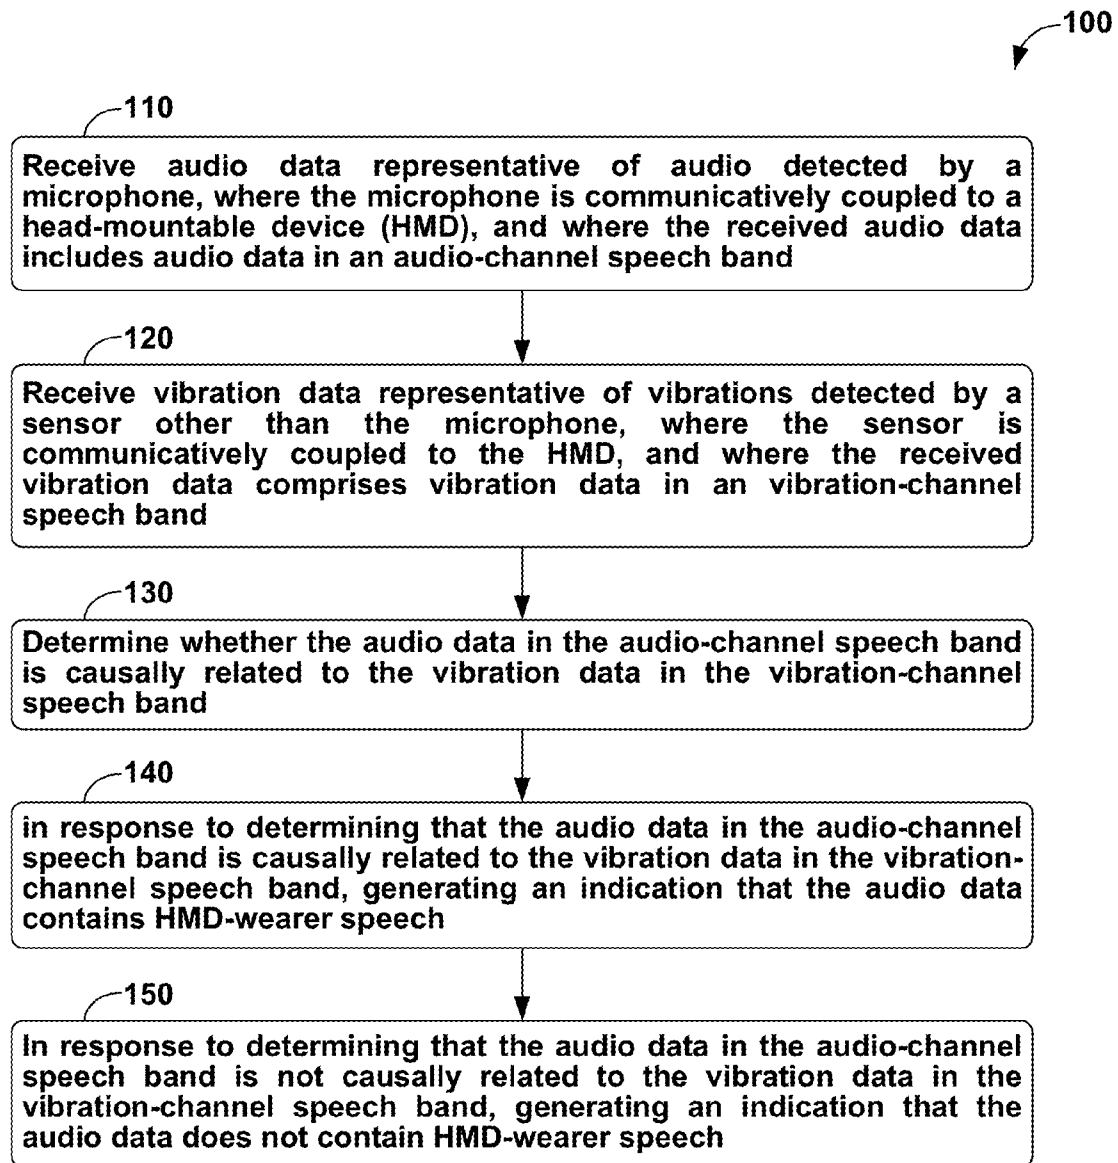 100
110
Receive audio data representative of audio detected by a
microphone, where the microphone is communicatively coupled to a
head-mountable device (HMD), and where the received audio data
includes audio data in an audio-channel speech band
120
Receive vibration data representative of vibrations detected by a
sensor other than the microphone, where the sensor is
communicatively coupled to the HMD, and where the received
vibration data comprises vibration data in an vibration-channel
speech band
130
Determine whether the audio data in the audio-channel speech band
is causally related to the vibration data in the vibration-channel
speech band
140
in response to determining that the audio data in the audio-channel
speech band is causally related to the vibration data in the vibration-
channel speech band, generating an indication that the audio data
contains HMD-wearer speech
150
In response to determining that the audio data in the audio-channel
speech band is not causally related to the vibration data in the
vibration-channel speech band, generating an indication that the
audio data does not contain HMD-wearer speech